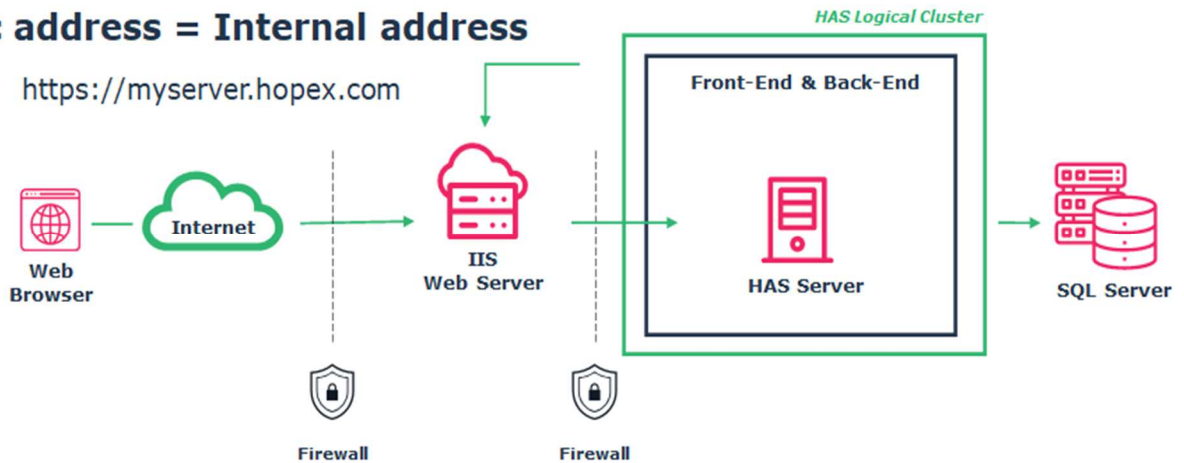 address = Internal address
https://myserver.hopex.com
HAS Logical Cluster
Front-End & Back-End
Internet
Web
Browser
IIS
Web Server
HAS Server
SQL Server
Firewall
Firewall